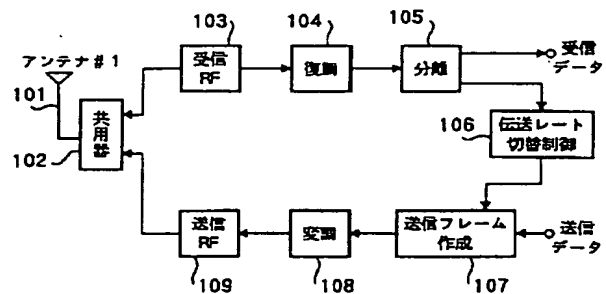 アンテナ#1
101
共用器
102
103
受信
RF
104
復調
105
分離
受信
データ
106
伝送レート
切替制御
送信フレーム
作成
107
送信
データ
変調
108
送信
RF
109